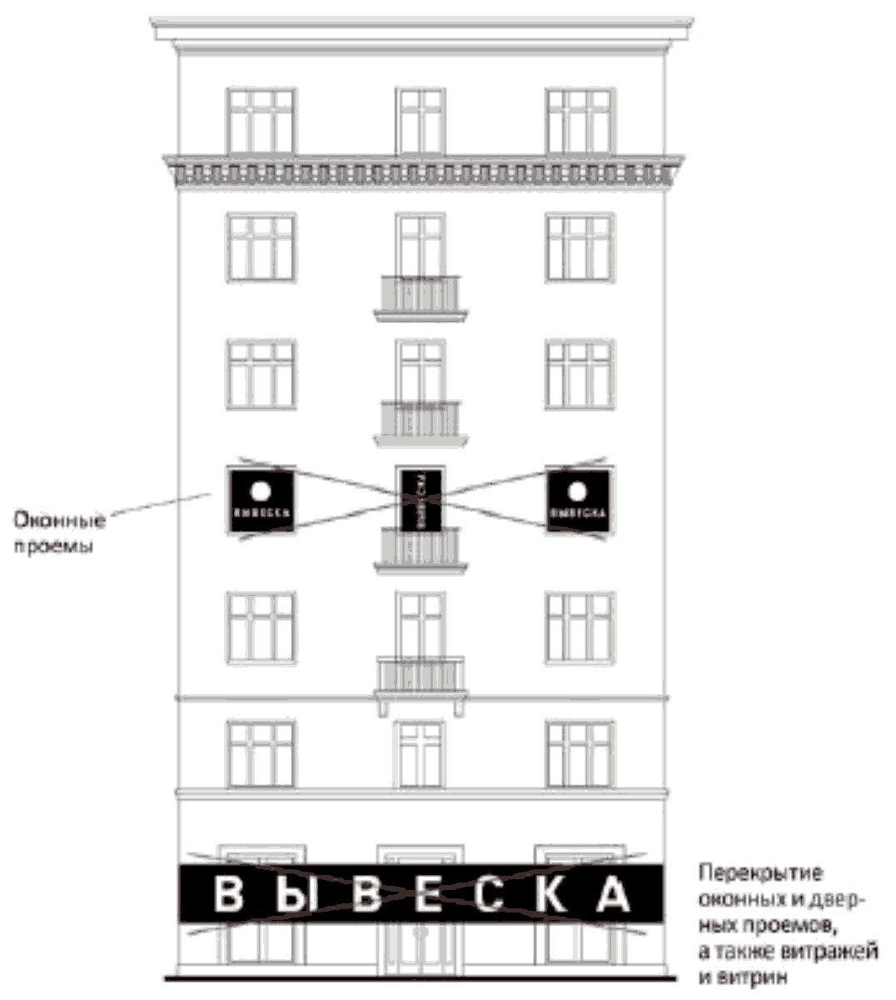 ВЫВЕСКА
ВЫВЕСКА
ВЫВЕСКА
Оконные
проемы
ВЫВЕСКА
Перекрытие
оконных и двер-
ных проемов,
а также витражей
и витрин